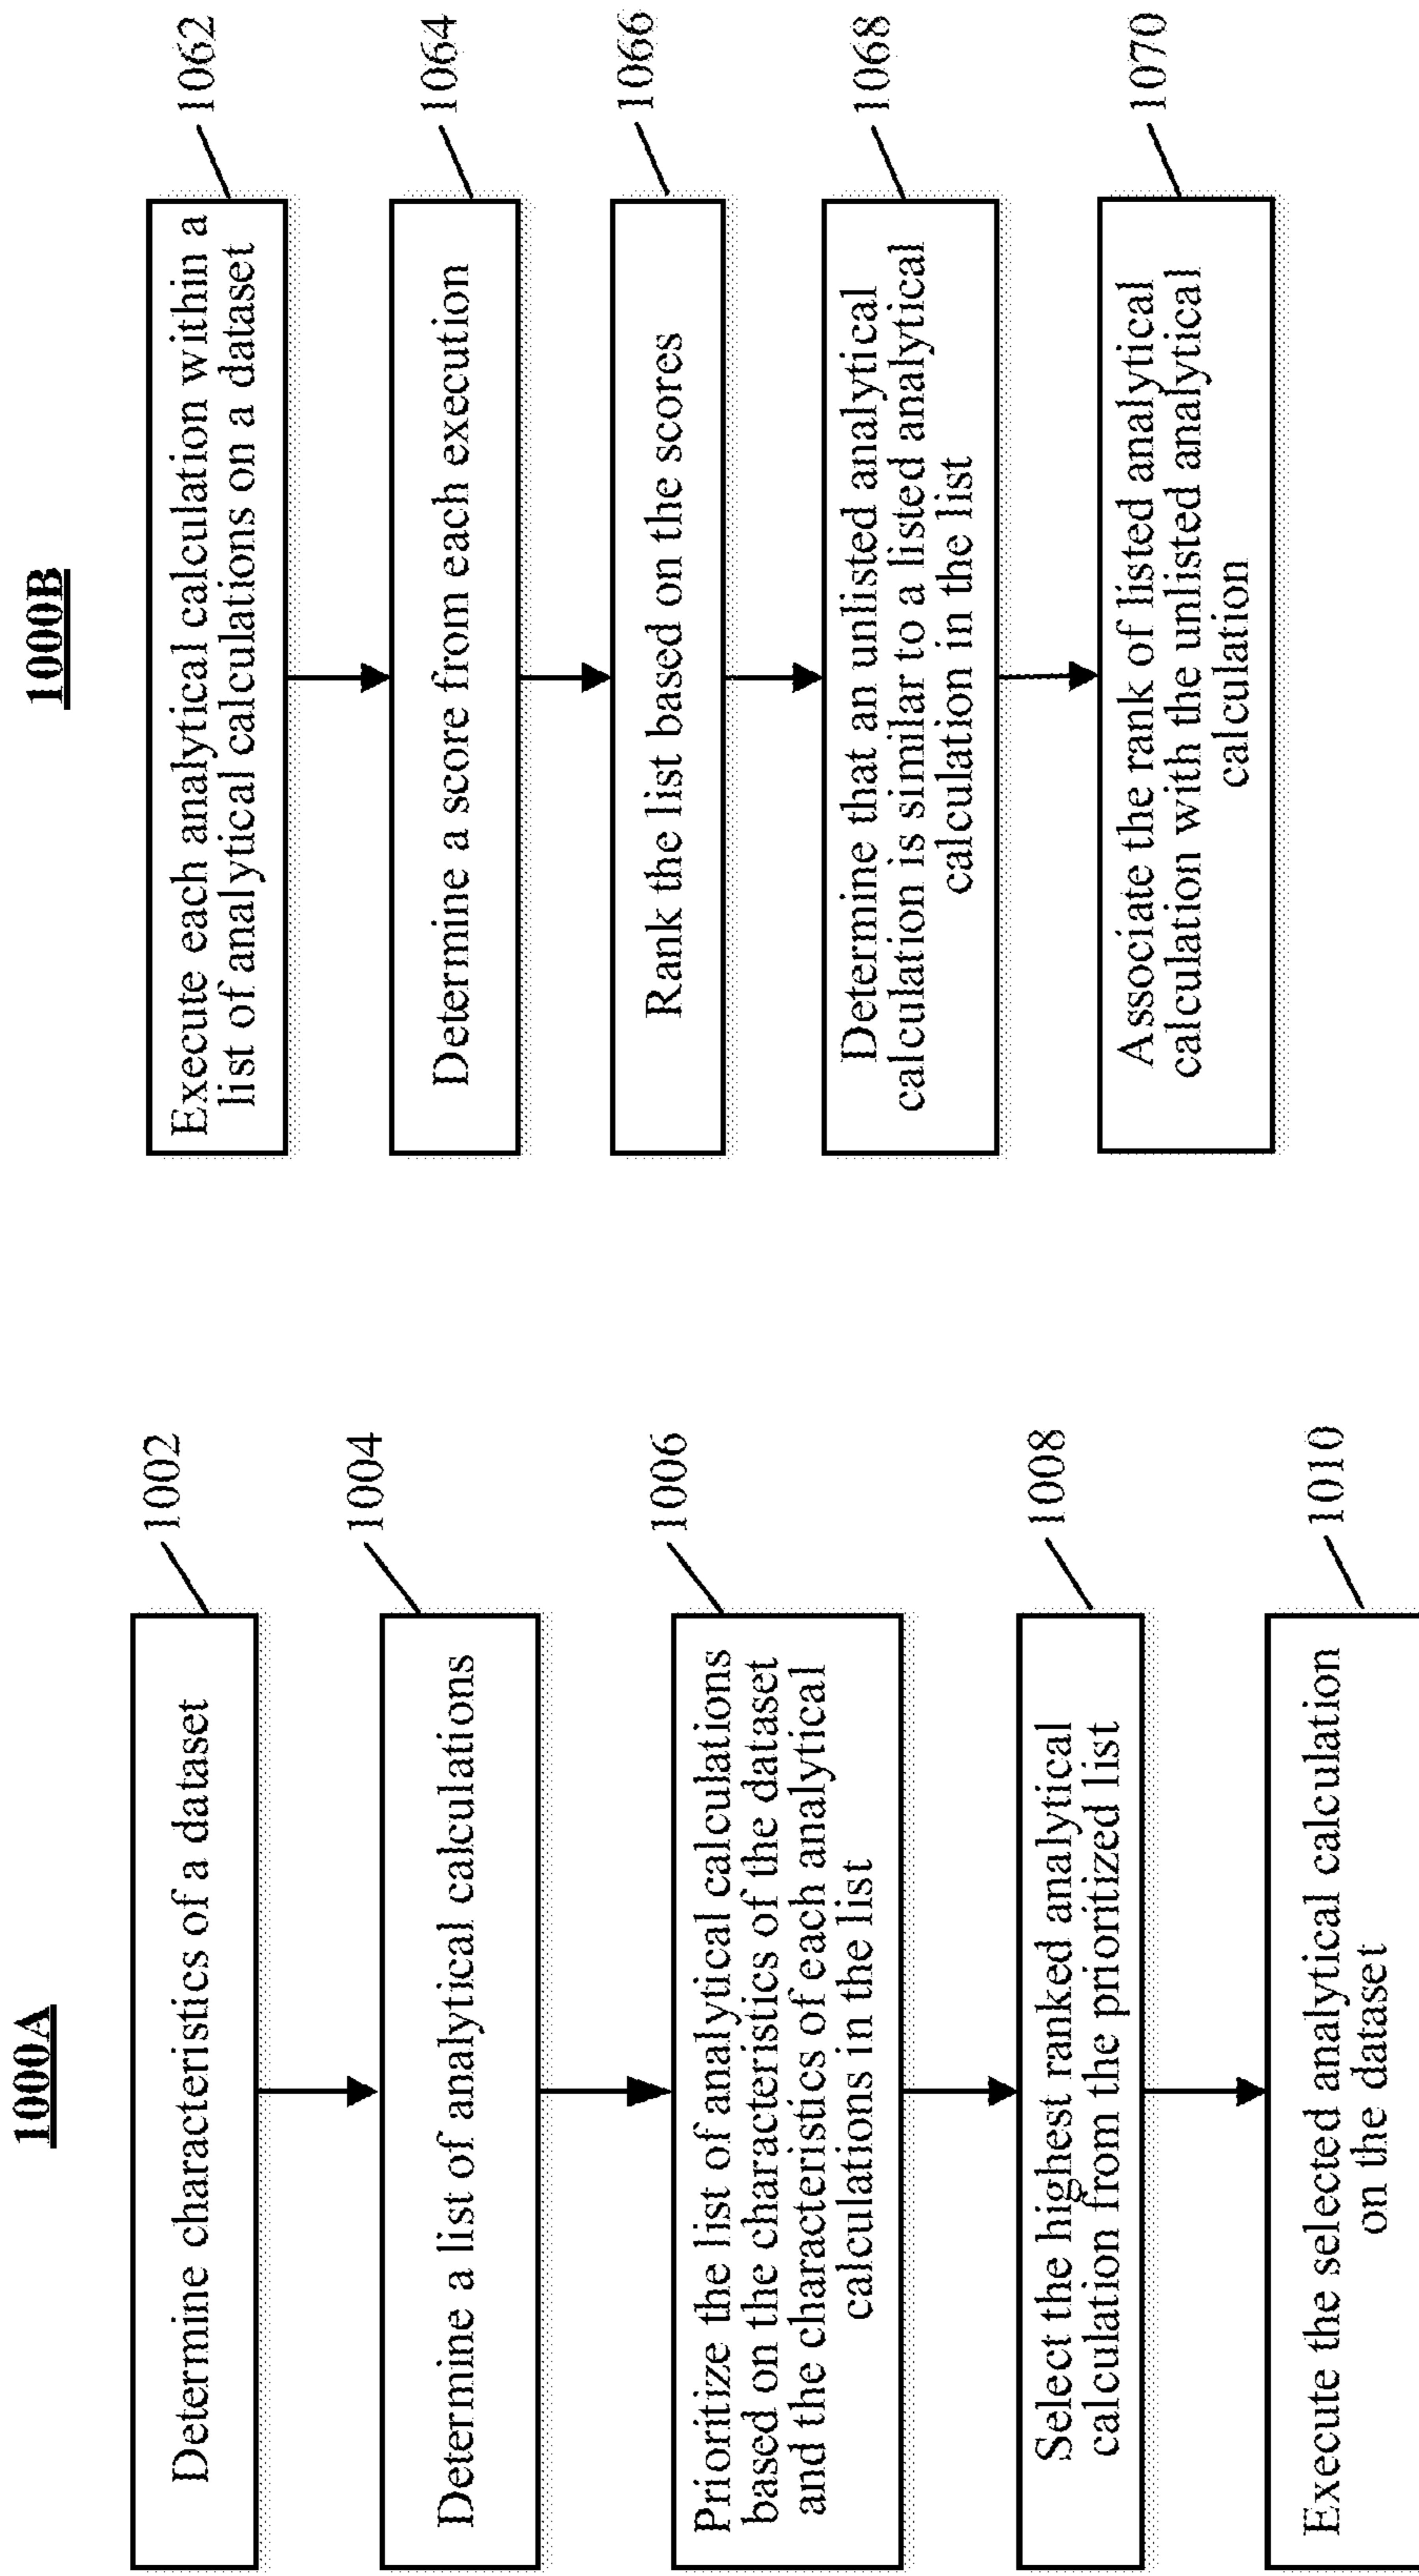 1000A
Determine characteristics of a dataset
1002
Determine a list of analytical calculations
1004
Prioritize the list of analytical calculations
based on the characteristics of the dataset
and the characteristics of each analytical
calculations in the list
1006
Select the highest ranked analytical
calculation from the prioritized list
1008
Execute the selected analytical calculation
on the dataset
1010
1000B
Execute each analytical calculation within a
list of analytical calculations on a dataset
1062
Determine a score from each execution
1064
Rank the list based on the scores
1066
Determine that an unlisted analytical
calculation is similar to a listed analytical
calculation in the list
1068
Associate the rank of listed analytical
calculation with the unlisted analytical
calculation
1070